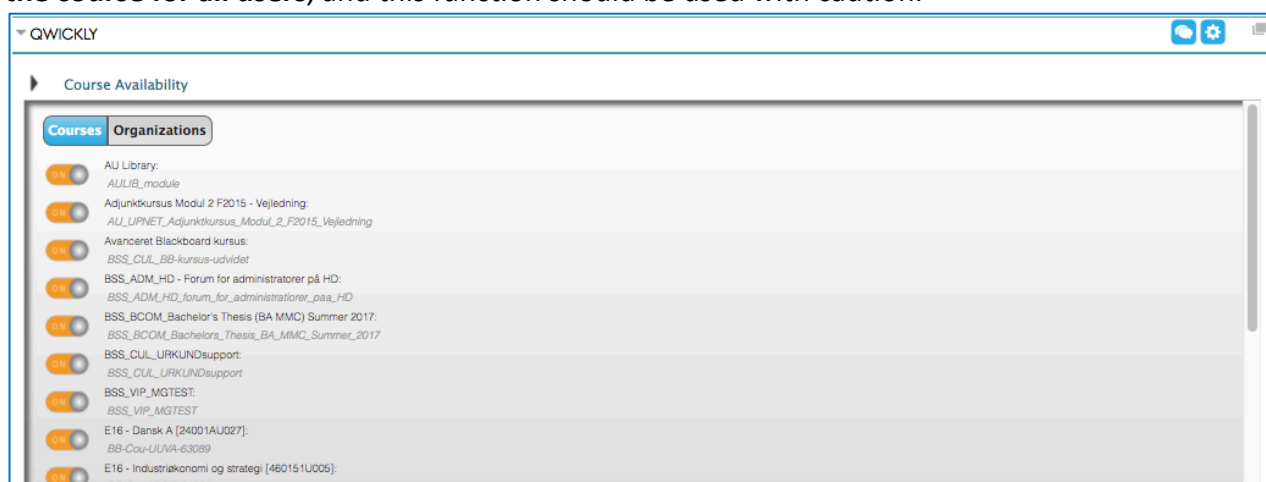 QWICKLY
Course Availability
Courses Organizations
ON AU Library:
AULIB_module
ON Adjunktkursus Modul 2 F2015 - Vejledning:
AU_UPNET_Adjunktkursus_Modul_2_F2015_Vejledning
ON Avanceret Blackboard kursus:
BSS_CUL_BB-kursus-udvidet
ON BSS_ADM_HD - Forum for administratorer på HD:
BSS_ADM_HD_forum_for_administratiorer_paa_HD
ON BSS_BCOM_Bachelor's Thesis (BA MMC) Summer 2017:
BSS_BCOM_Bachelors_Thesis_BA_MMC_Summer_2017
ON BSS_CUL_URKUNDsupport:
BSS_CUL_URKUNDsupport
ON BSS_VIP_MGTEST:
BSS_VIP_MGTEST
ON E16 - Dansk A [24001AU027]:
BB-Cou-UUVA-63089
ON E16 - Industriøkonomi og strategi [460151U005]: